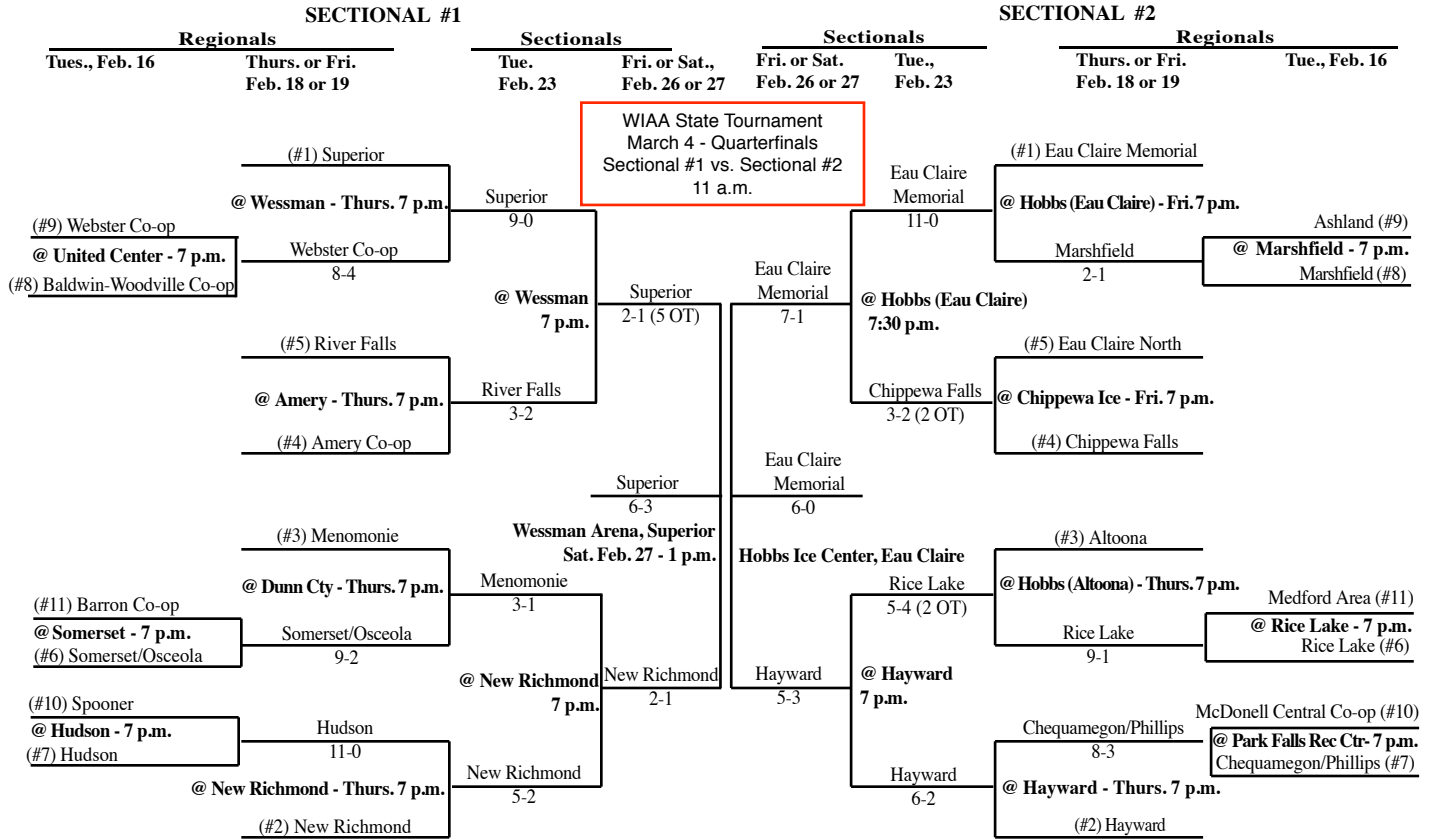 SECTIONAL #1
SECTIONAL #2
Regionals
Sectionals
Sectionals
Regionals
Tues., Feb. 16
Thurs. or Fri.
Feb. 18 or 19
Tue.
Feb. 23
Fri. or Sat.,
Feb. 26 or 27
Fri. or Sat.
Feb. 26 or 27
Tue.,
Feb. 23
Thurs. or Fri.
Feb. 18 or 19
Tue., Feb. 16
WIAA State Tournament
March 4 - Quarterfinals
Sectional #1 vs. Sectional #2
11 a.m.
(#1) Superior
@ Wessman - Thurs. 7 p.m.
(#9) Webster Co-op
@ United Center - 7 p.m.
(#8) Baldwin-Woodville Co-op
Webster Co-op
8-4
Superior
9-0
@ Wessman
7 p.m.
(#5) River Falls
@ Amery - Thurs. 7 p.m.
(#4) Amery Co-op
River Falls
3-2
Superior
2-1 (5 OT)
Superior
6-3
Wessman Arena, Superior
Sat. Feb. 27 - 1 p.m.
(#3) Menomonie
@ Dunn Cty - Thurs. 7 p.m.
(#11) Barron Co-op
@ Somerset - 7 p.m.
(#6) Somerset/Osceola
Somerset/Osceola
9-2
Menomonie
3-1
@ New Richmond
7 p.m.
New Richmond
2-1
(#10) Spooner
@ Hudson - 7 p.m.
(#7) Hudson
Hudson
11-0
@ New Richmond - Thurs. 7 p.m.
(#2) New Richmond
New Richmond
5-2
Eau Claire
Memorial
11-0
(#1) Eau Claire Memorial
@ Hobbs (Eau Claire) - Fri. 7 p.m.
Marshfield
2-1
Ashland (#9)
@ Marshfield - 7 p.m.
Marshfield (#8)
Eau Claire
Memorial
7-1
@ Hobbs (Eau Claire)
7:30 p.m.
(#5) Eau Claire North
@ Chippewa Ice - Fri. 7 p.m.
(#4) Chippewa Falls
Chippewa Falls
3-2 (2 OT)
Eau Claire
Memorial
6-0
Hobbs Ice Center, Eau Claire
(#3) Altoona
@ Hobbs (Altoona) - Thurs. 7 p.m.
Rice Lake
5-4 (2 OT)
Rice Lake
9-1
Medford Area (#11)
@ Rice Lake - 7 p.m.
Rice Lake (#6)
Hayward
5-3
@ Hayward
7 p.m.
McDonell Central Co-op (#10)
@ Park Falls Rec Ctr- 7 p.m.
Chequamegon/Phillips (#7)
Chequamegon/Phillips
8-3
@ Hayward - Thurs. 7 p.m.
(#2) Hayward
Hayward
6-2